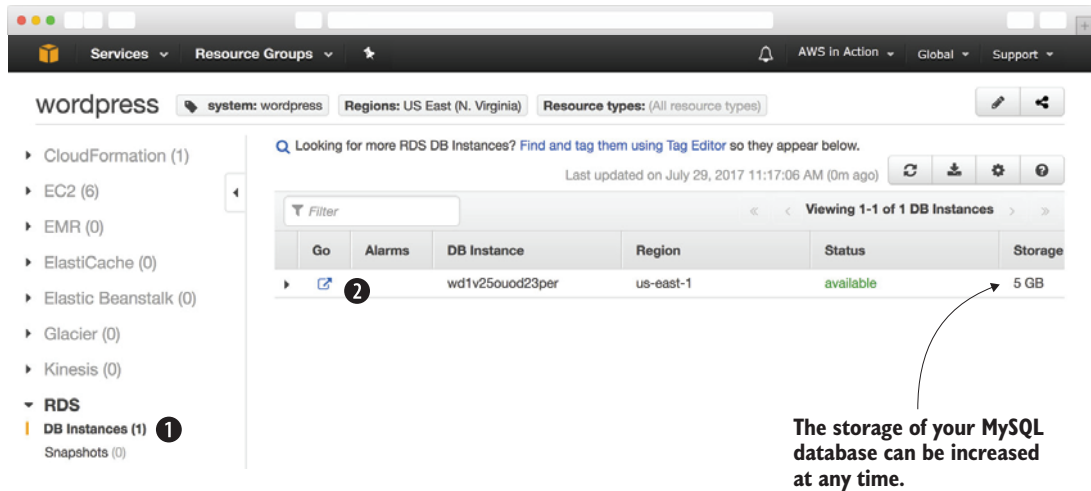 Services Resource Groups AWS in Action Global Support
wordpress system: wordpress Regions: US East (N. Virginia) Resource types: (All resource types)
CloudFormation (1)
EC2 (6)
EMR (0)
ElastiCache (0)
Elastic Beanstalk (0)
Glacier (0)
Kinesis (0)
RDS
DB Instances (1) 1
Snapshots (0)
Looking for more RDS DB Instances? Find and tag them using Tag Editor so they appear below.
Last updated on July 29, 2017 11:17:06 AM (0m ago)
Filter « < Viewing 1-1 of 1 DB Instances > »
Go Alarms DB Instance Region Status Storage
2 wd1v25ouod23per us-east-1 available 5 GB
The storage of your MySQL
database can be increased
at any time.